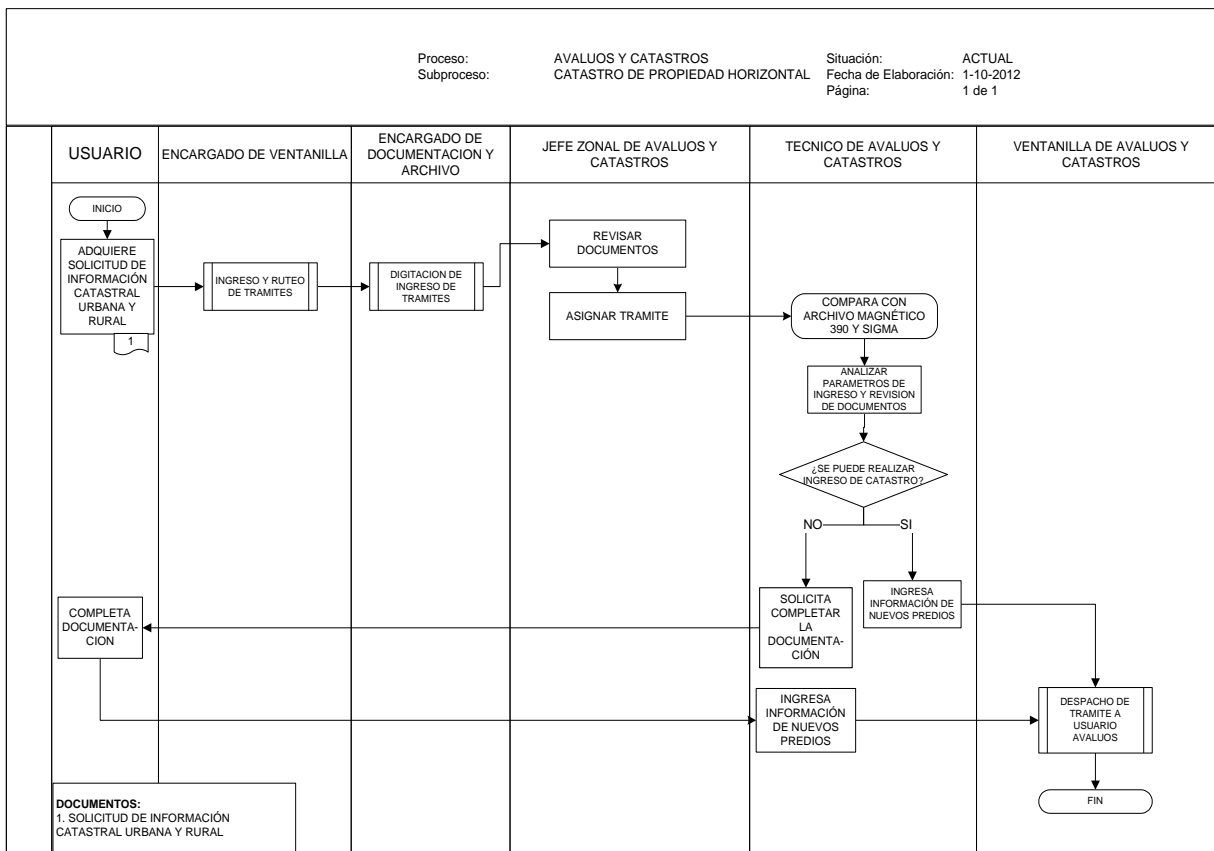 Proceso: AVALUOS Y CATASTROS Situación: ACTUAL
Subproceso: CATASTRO DE PROPIEDAD HORIZONTAL Fecha de Elaboración: 1-10-2012
Página: 1 de 1
USUARIO
ENCARGADO DE VENTANILLA
ENCARGADO DE
DOCUMENTACION Y
ARCHIVO
JEFE ZONAL DE AVALUOS Y
CATASTROS
TECNICO DE AVALUOS Y
CATASTROS
VENTANILLA DE AVALUOS Y
CATASTROS
INICIO
ADQUIERE
SOLICITUD DE
INFORMACIÓN
CATASTRAL
URBANA Y
RURAL
1
INGRESO Y RUTEO
DE TRAMITES
DIGITACION DE
INGRESO DE
TRAMITES
REVISAR
DOCUMENTOS
ASIGNAR TRAMITE
COMPARA CON
ARCHIVO MAGNÉTICO
390 Y SIGMA
ANALIZAR
PARAMETROS DE
INGRESO Y REVISION
DE DOCUMENTOS
¿SE PUEDE REALIZAR
INGRESO DE CATASTRO?
NO
SI
SOLICITA
COMPLETAR
LA
DOCUMENTA-
CIÓN
INGRESA
INFORMACIÓN DE
NUEVOS PREDIOS
COMPLETA
DOCUMENTA-
CION
INGRESA
INFORMACIÓN
DE NUEVOS
PREDIOS
DESPACHO DE
TRAMITE A
USUARIO
AVALUOS
FIN
DOCUMENTOS:
1. SOLICITUD DE INFORMACIÓN
CATASTRAL URBANA Y RURAL